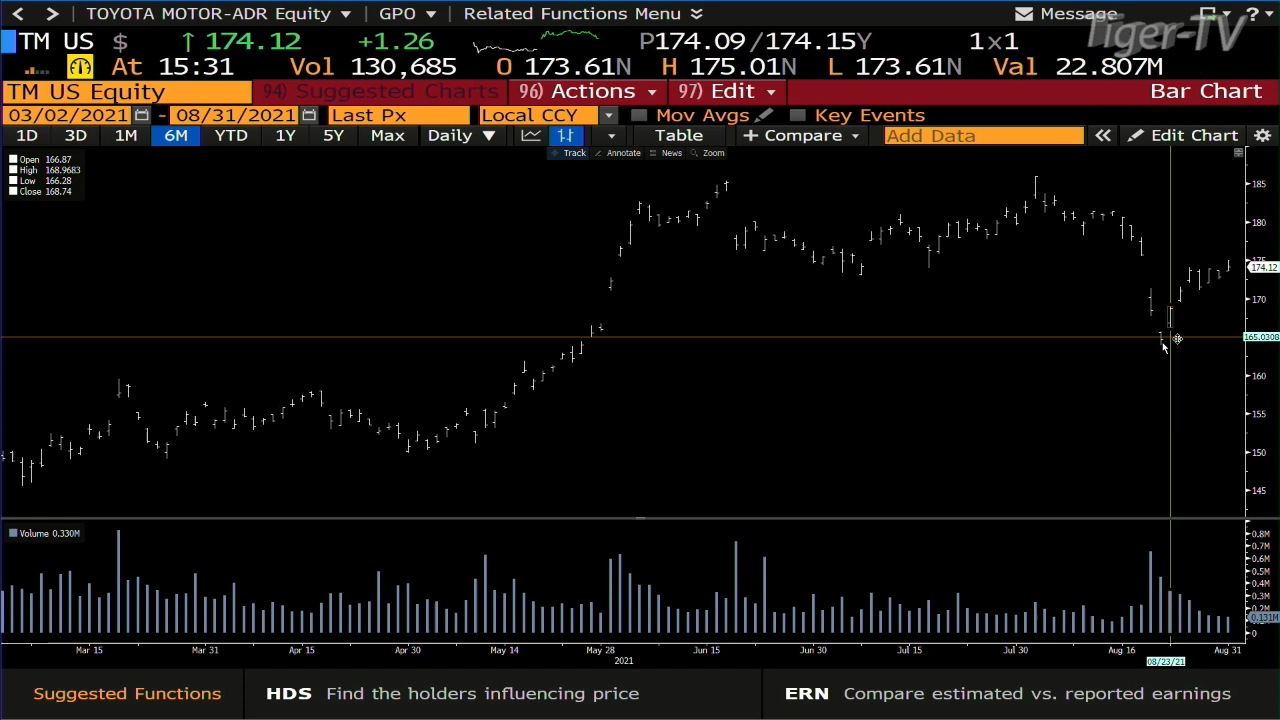 TOYOTA MOTOR-ADR Equity GPO Related Functions Menu Message ?
Tiger-TV
TM US $ ↑ 174.12 +1.26 P174.09/174.15Y 1x1
At 15:31 Vol 130,685 O 173.61N H 175.01N L 173.61N Val 22.807M
TM US Equity 94) Suggested Charts 96) Actions 97) Edit Bar Chart
03/02/2021 - 08/31/2021 Last Px Local CCY Mov Avgs Key Events
1D 3D 1M 6M YTD 1Y 5Y Max Daily ▼ Table + Compare Add Data « Edit Chart
Track Annotate News Zoom
Open 166.87
High 168.9683
Low 166.28
Close 168.74
185
180
175
174.12
170
165.0308
160
155
150
145
Volume 0.330M
0.8M
0.7M
0.6M
0.5M
0.4M
0.3M
0.2M
0.131M
0
Mar 15 Mar 31 Apr 15 Apr 30 May 14 May 28 Jun 15 Jun 30 Jul 15 Jul 30 Aug 16 Aug 31
2021 08/23/21
Suggested Functions HDS Find the holders influencing price ERN Compare estimated vs. reported earnings